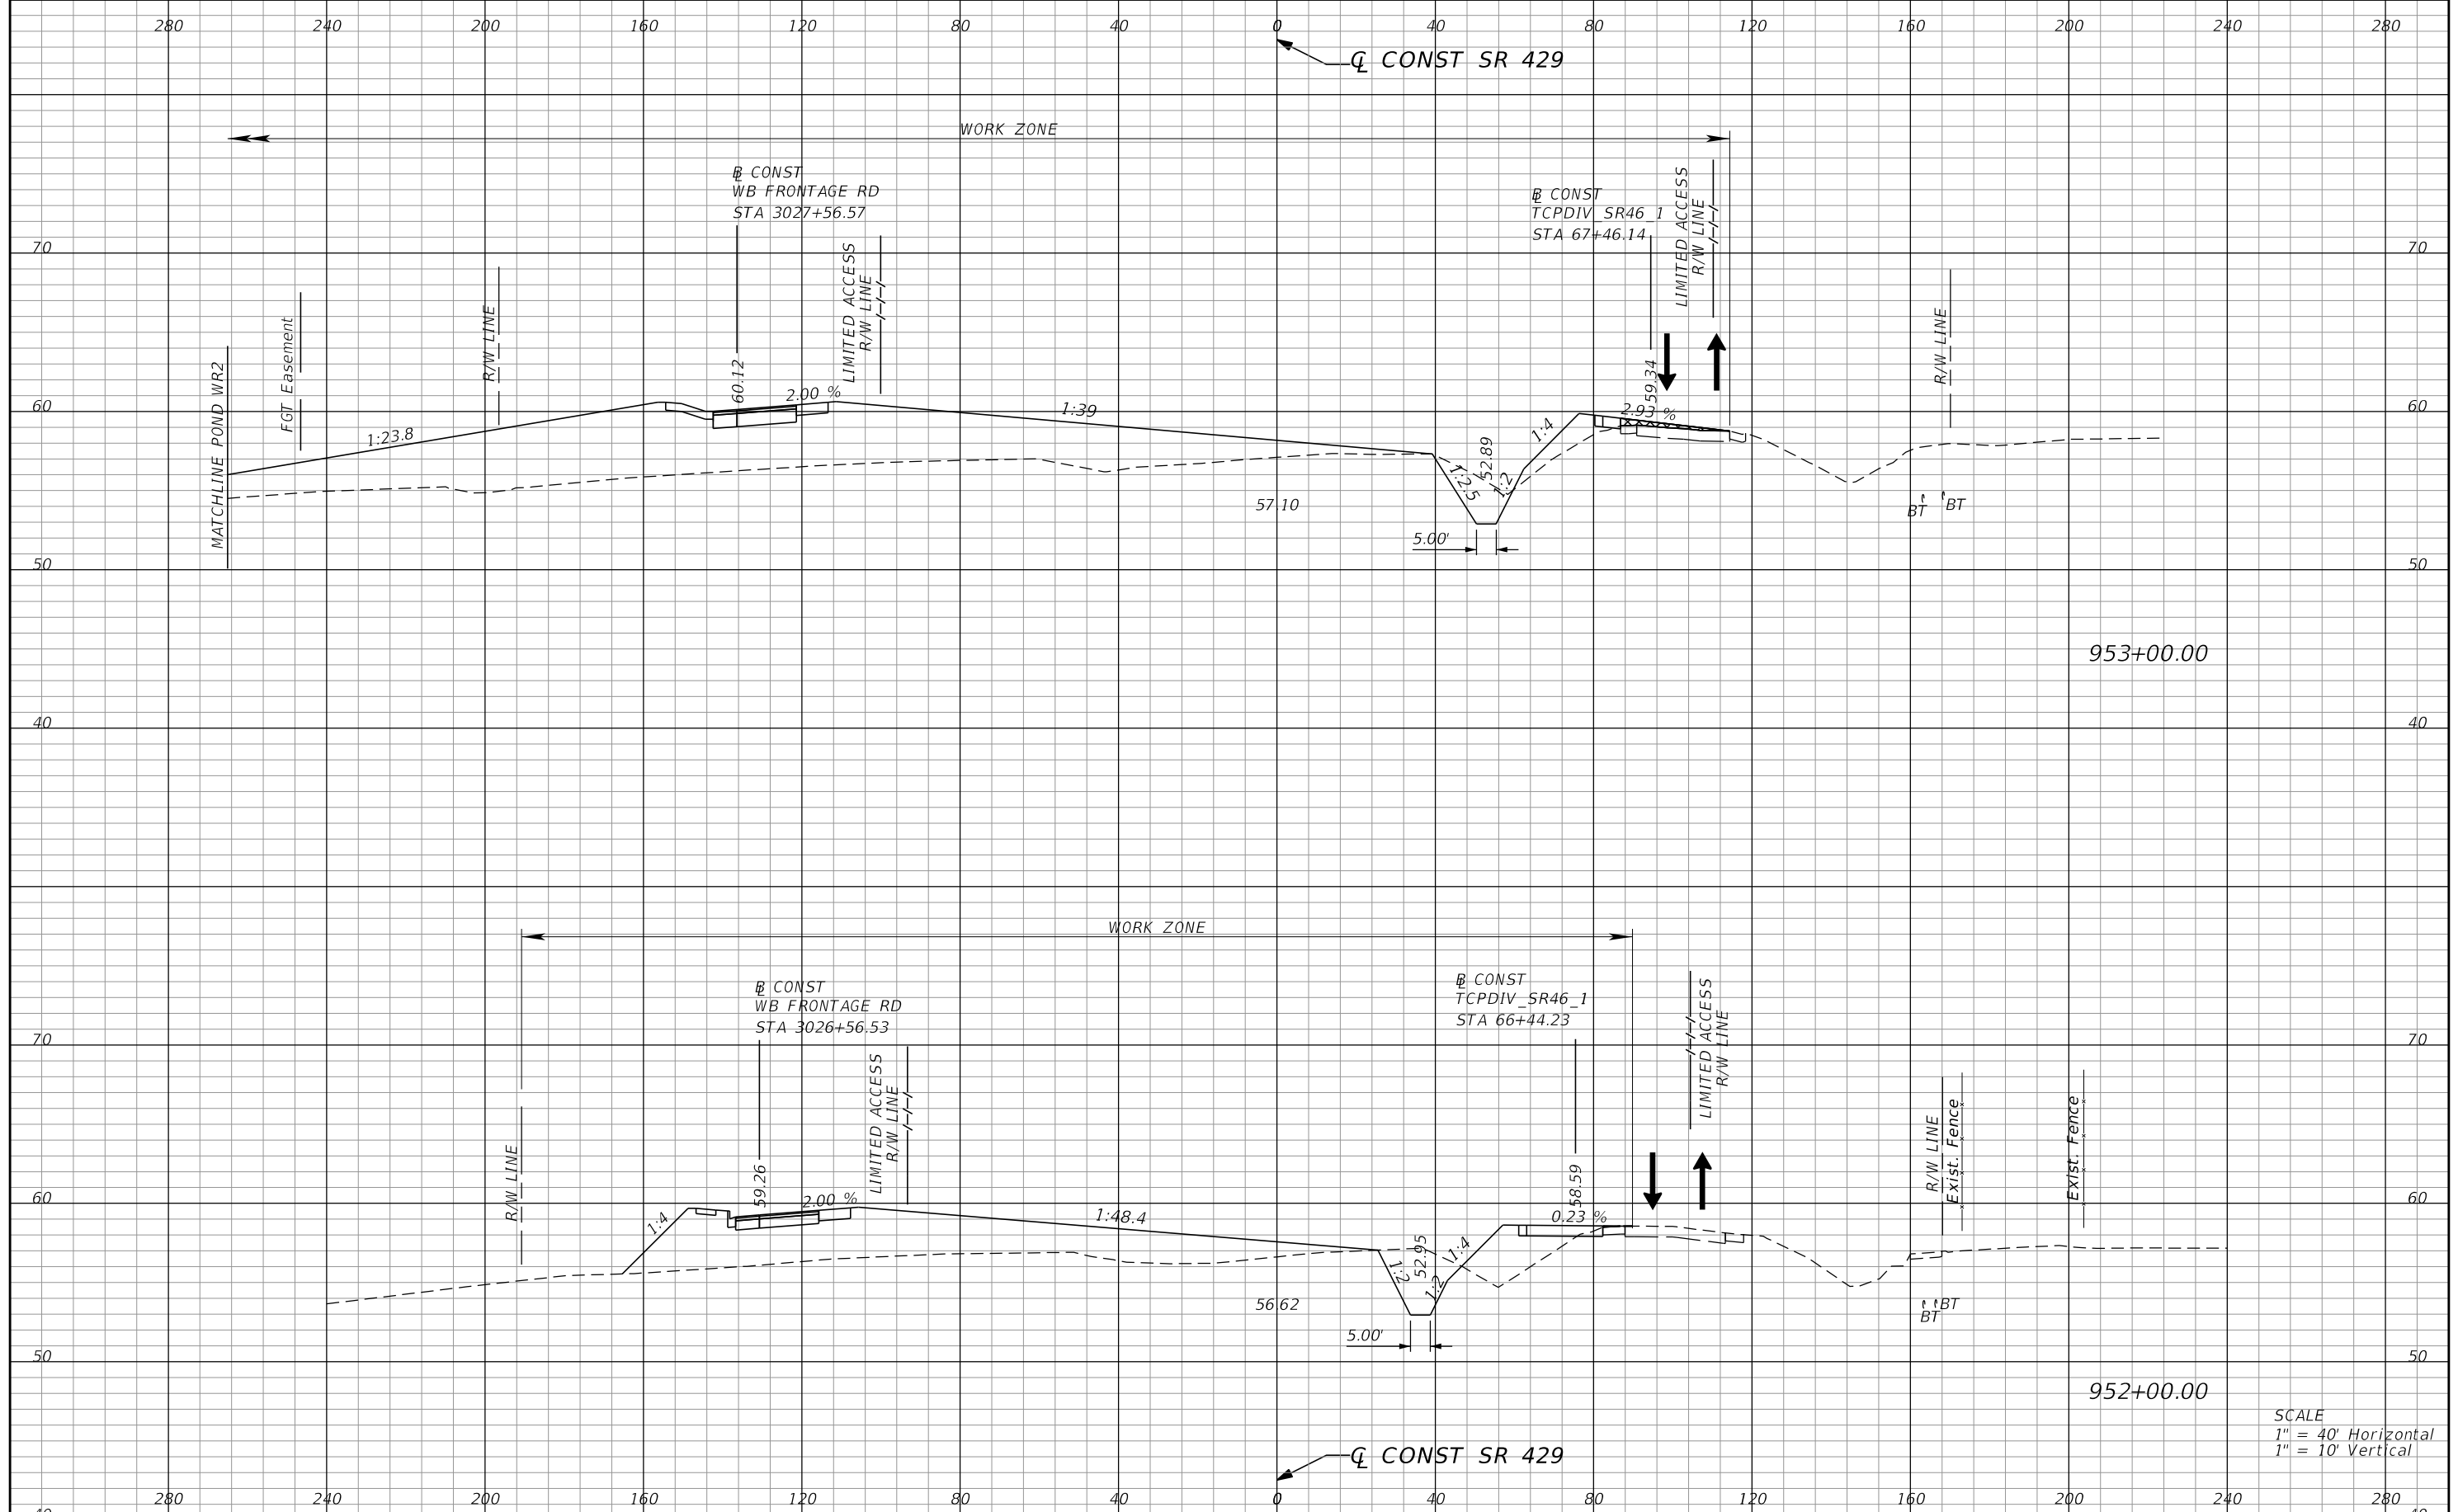 280 240 200 160 120 80 40 0 40 80 120 160 200 240 280
℄ CONST SR 429
WORK ZONE
B̲L CONST
WB FRONTAGE RD
STA 3027+56.57
B̲L CONST
TCPDIV_SR46_1
STA 67+46.14
LIMITED ACCESS
R/W LINE
70 70
LIMITED ACCESS
R/W LINE
R/W LINE
FGT Easement
MATCHLINE POND WR2
R/W LINE
60.12
2.00 %
59.34
2.93 %
60 60
1:23.8
1:39
1:2.5
52.89
1:2
1:4
57.10
5.00'
BT BT
50 50
953+00.00
40 40
WORK ZONE
BL CONST
WB FRONTAGE RD
STA 3026+56.53
BL CONST
TCPDIV_SR46_1
STA 66+44.23
LIMITED ACCESS
R/W LINE
70 70
LIMITED ACCESS
R/W LINE
R/W LINE
R/W LINE
Exist. Fence
Exist. Fence
59.26
2.00 %
58.59
0.23 %
60 60
1:4
1:48.4
1:2
52.95
1:2
1:4
56.62
5.00'
BT
BT
50 50
952+00.00
SCALE
1" = 40' Horizontal
1" = 10' Vertical
℄ CONST SR 429
280 240 200 160 120 80 40 0 40 80 120 160 200 240 280